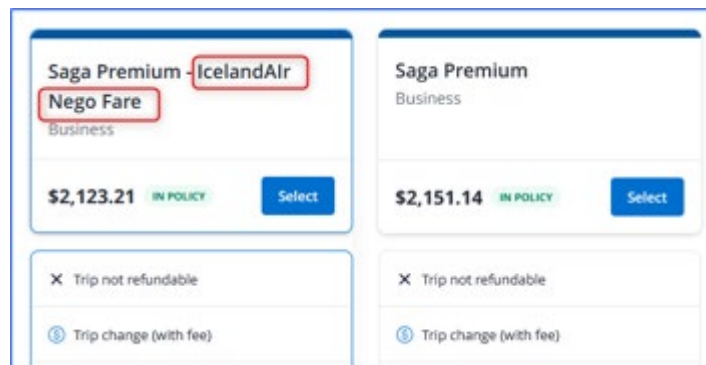 Saga Premium - IcelandAIr
Nego Fare
Business
$2,123.21 IN POLICY Select
Trip not refundable
Trip change (with fee)
Saga Premium
Business
$2,151.14 IN POLICY Select
Trip not refundable
Trip change (with fee)